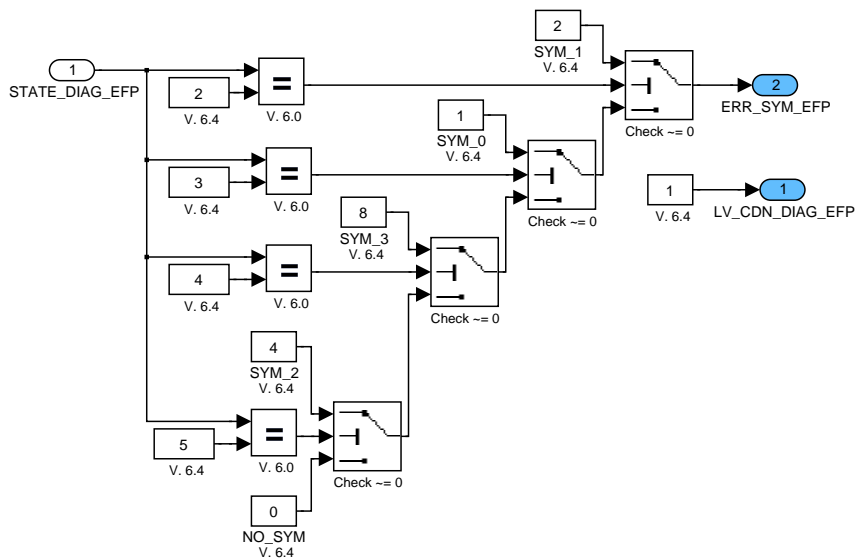 2
SYM_1
V. 6.4
1
STATE_DIAG_EFP
2
V. 6.4
=
V. 6.0
Check ~= 0
2
ERR_SYM_EFP
1
SYM_0
V. 6.4
3
V. 6.4
=
V. 6.0
Check ~= 0
1
V. 6.4
1
LV_CDN_DIAG_EFP
8
SYM_3
V. 6.4
4
V. 6.4
=
V. 6.0
Check ~= 0
4
SYM_2
V. 6.4
5
V. 6.4
=
V. 6.0
Check ~= 0
0
NO_SYM
V. 6.4